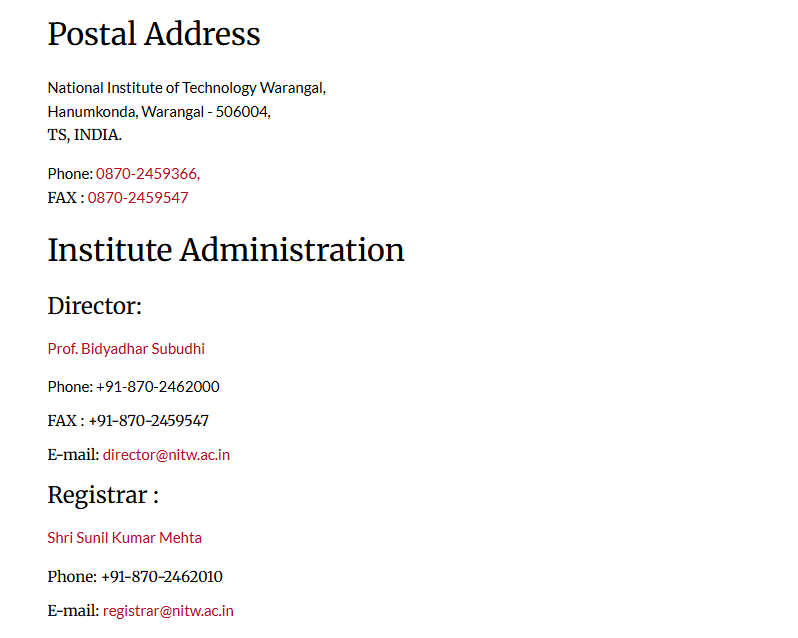 Postal Address
National Institute of Technology Warangal,
Hanumkonda, Warangal - 506004,
TS, INDIA.
Phone: 0870-2459366,
FAX : 0870-2459547
Institute Administration
Director:
Prof. Bidyadhar Subudhi
Phone: +91-870-2462000
FAX : +91-870-2459547
E-mail: director@nitw.ac.in
Registrar :
Shri Sunil Kumar Mehta
Phone: +91-870-2462010
E-mail: registrar@nitw.ac.in